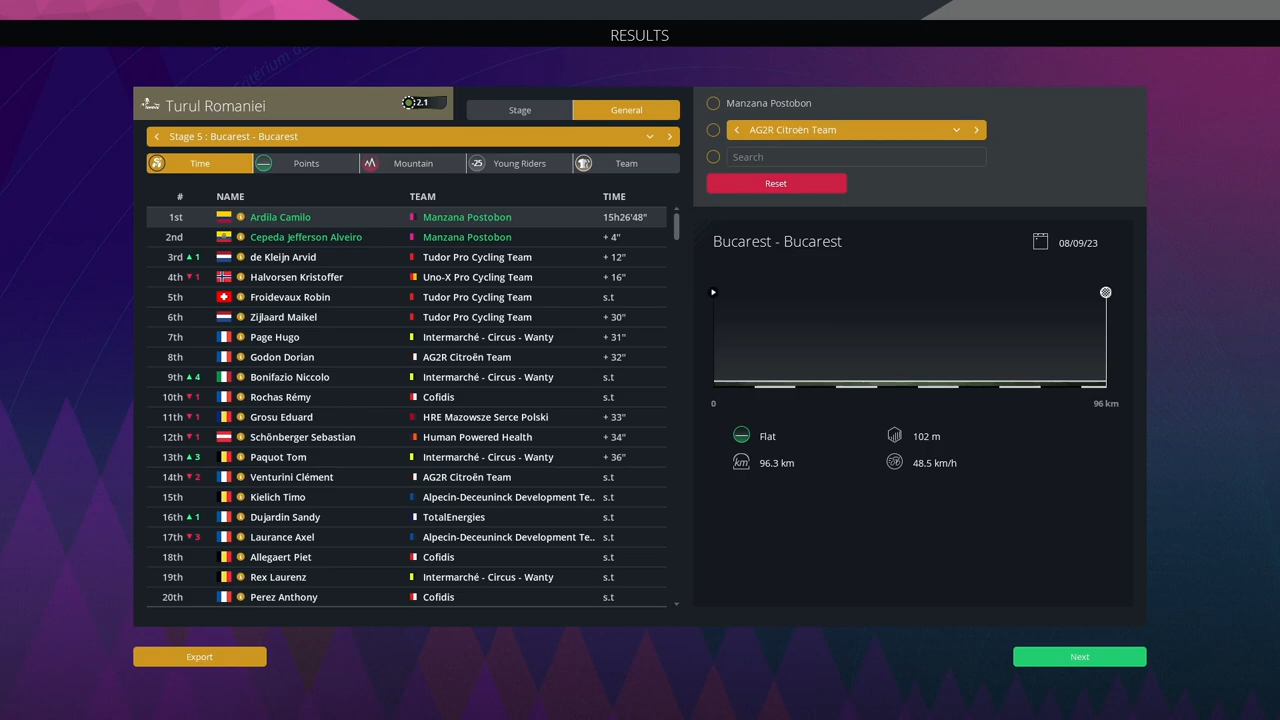 RESULTS
Turul Romaniei
2.1
Stage
General
Stage 5 : Bucarest - Bucarest
Time
Points
Mountain
-25
Young Riders
Team
# NAME TEAM TIME
1st Ardila Camilo Manzana Postobon 15h26'48"
2nd Cepeda Jefferson Alveiro Manzana Postobon + 4"
3rd 1 de Kleijn Arvid Tudor Pro Cycling Team + 12"
4th 1 Halvorsen Kristoffer Uno-X Pro Cycling Team + 16"
5th Froidevaux Robin Tudor Pro Cycling Team s.t
6th Zijlaard Maikel Tudor Pro Cycling Team + 30"
7th Page Hugo Intermarché - Circus - Wanty + 31"
8th Godon Dorian AG2R Citroën Team + 32"
9th 4 Bonifazio Niccolo Intermarché - Circus - Wanty s.t
10th 1 Rochas Rémy Cofidis s.t
11th 1 Grosu Eduard HRE Mazowsze Serce Polski + 33"
12th 1 Schönberger Sebastian Human Powered Health + 34"
13th 3 Paquot Tom Intermarché - Circus - Wanty + 36"
14th 2 Venturini Clément AG2R Citroën Team s.t
15th Kielich Timo Alpecin-Deceuninck Development Te.. s.t
16th 1 Dujardin Sandy TotalEnergies s.t
17th 3 Laurance Axel Alpecin-Deceuninck Development Te.. s.t
18th Allegaert Piet Cofidis s.t
19th Rex Laurenz Intermarché - Circus - Wanty s.t
20th Perez Anthony Cofidis s.t
Manzana Postobon
AG2R Citroën Team
Search
Reset
Bucarest - Bucarest
08/09/23
0
96 km
Flat
102 m
km
96.3 km
48.5 km/h
Export
Next